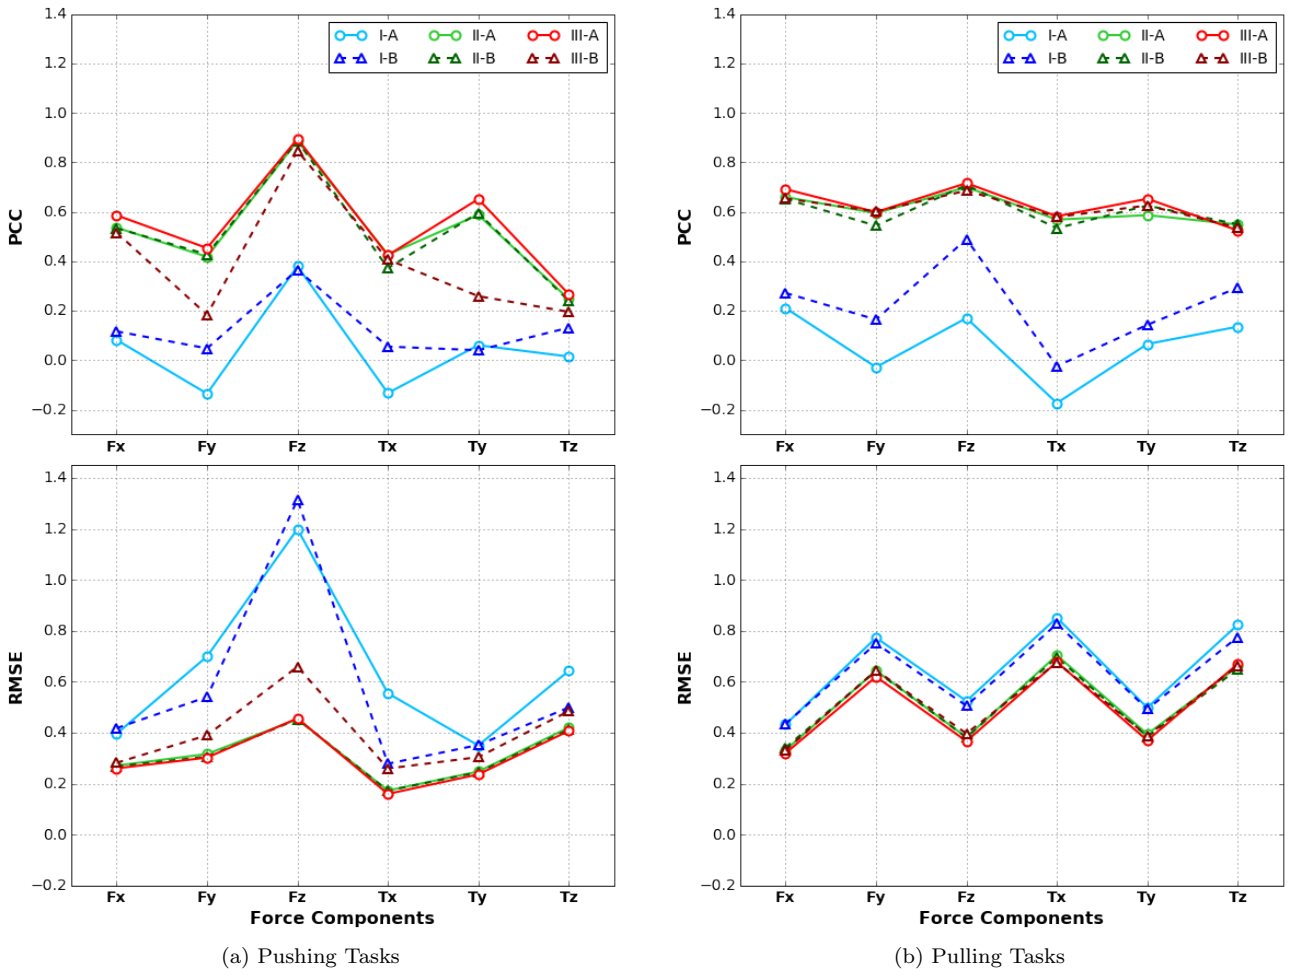 1.4
1.2
1.0
0.8
0.6
0.4
0.2
0.0
−0.2
PCC
I-A II-A III-A
I-B II-B III-B
Fx Fy Fz Tx Ty Tz
1.4
1.2
1.0
0.8
0.6
0.4
0.2
0.0
−0.2
PCC
I-A II-A III-A
I-B II-B III-B
Fx Fy Fz Tx Ty Tz
1.4
1.2
1.0
0.8
0.6
0.4
0.2
0.0
−0.2
RMSE
Fx Fy Fz Tx Ty Tz
Force Components
(a) Pushing Tasks
1.4
1.2
1.0
0.8
0.6
0.4
0.2
0.0
−0.2
RMSE
Fx Fy Fz Tx Ty Tz
Force Components
(b) Pulling Tasks